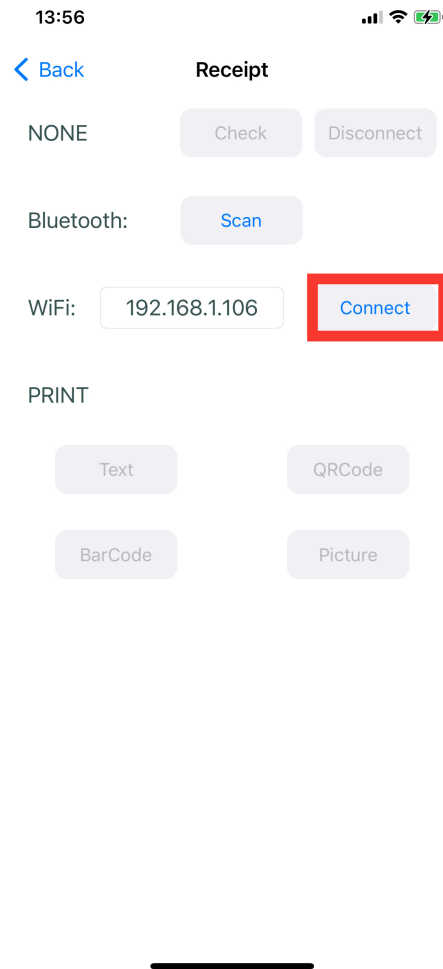 13:56
Back Receipt
NONE Check Disconnect
Bluetooth: Scan
WiFi: 192.168.1.106 Connect
PRINT
Text QRCode
BarCode Picture